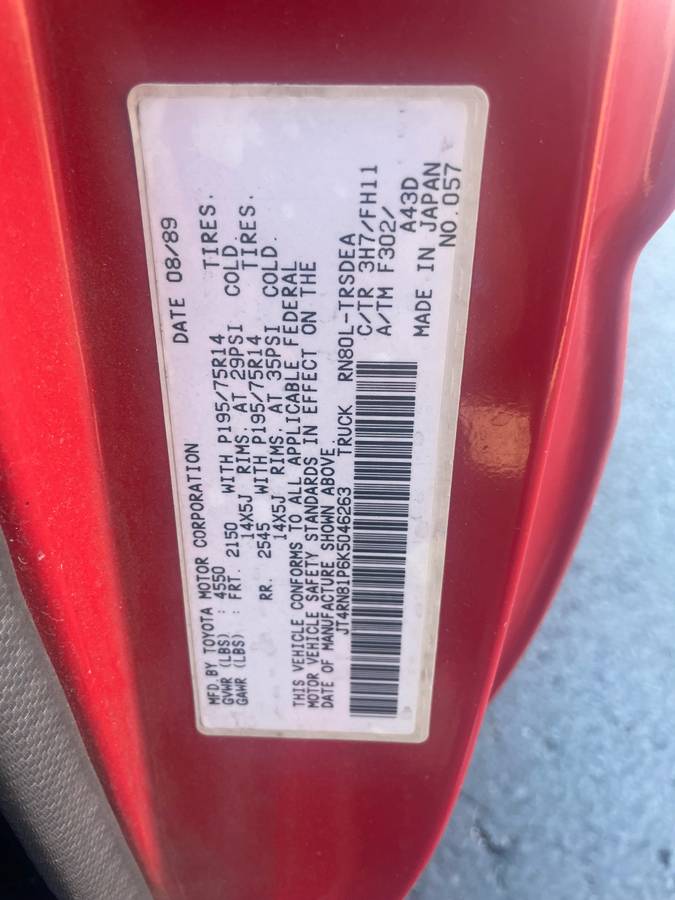 DATE 08/89
MFD. BY TOYOTA MOTOR CORPORATION
GVWR (LBS) : 4550
GAWR (LBS) : FRT. 2150 WITH P195/75R14 TIRES.
14X5J RIMS. AT 29PSI COLD.
RR. 2545 WITH P195/75R14 TIRES.
14X5J RIMS. AT 35PSI COLD.
THIS VEHICLE CONFORMS TO ALL APPLICABLE FEDERAL
MOTOR VEHICLE SAFETY STANDARDS IN EFFECT ON THE
DATE OF MANUFACTURE SHOWN ABOVE.
JT4RN81P6K5046263 TRUCK RN80L-TRSDEA
C/TR 3H7/FH11
A/TM F302/
A43D
MADE IN JAPAN
NO.057